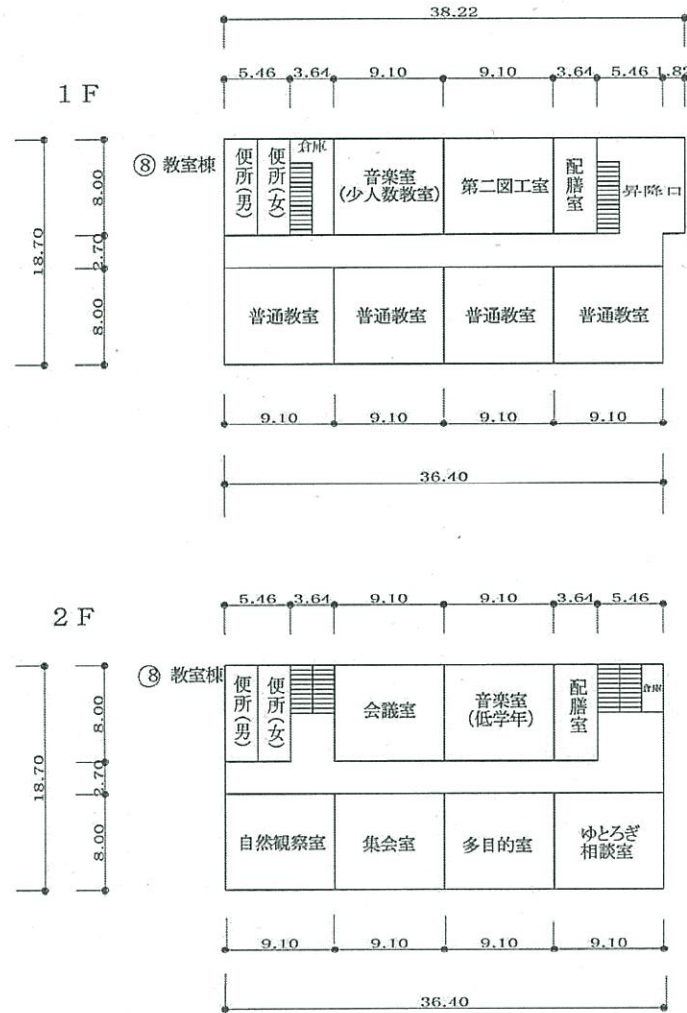 38.22
5.46 3.64 9.10 9.10 3.64 5.46 1.82
1F
⑧ 教室棟
便所(男)
便所(女)
倉庫
音楽室
(少人数教室)
第二図工室
配膳室
昇降口
18.70
8.00
2.70
8.00
普通教室 普通教室 普通教室 普通教室
9.10 9.10 9.10 9.10
36.40
5.46 3.64 9.10 9.10 3.64 5.46
2F
⑧ 教室棟
便所(男)
便所(女)
会議室
音楽室
(低学年)
配膳室
倉庫
18.70
8.00
2.70
8.00
自然観察室 集会室 多目的室
ゆとろぎ
相談室
9.10 9.10 9.10 9.10
36.40